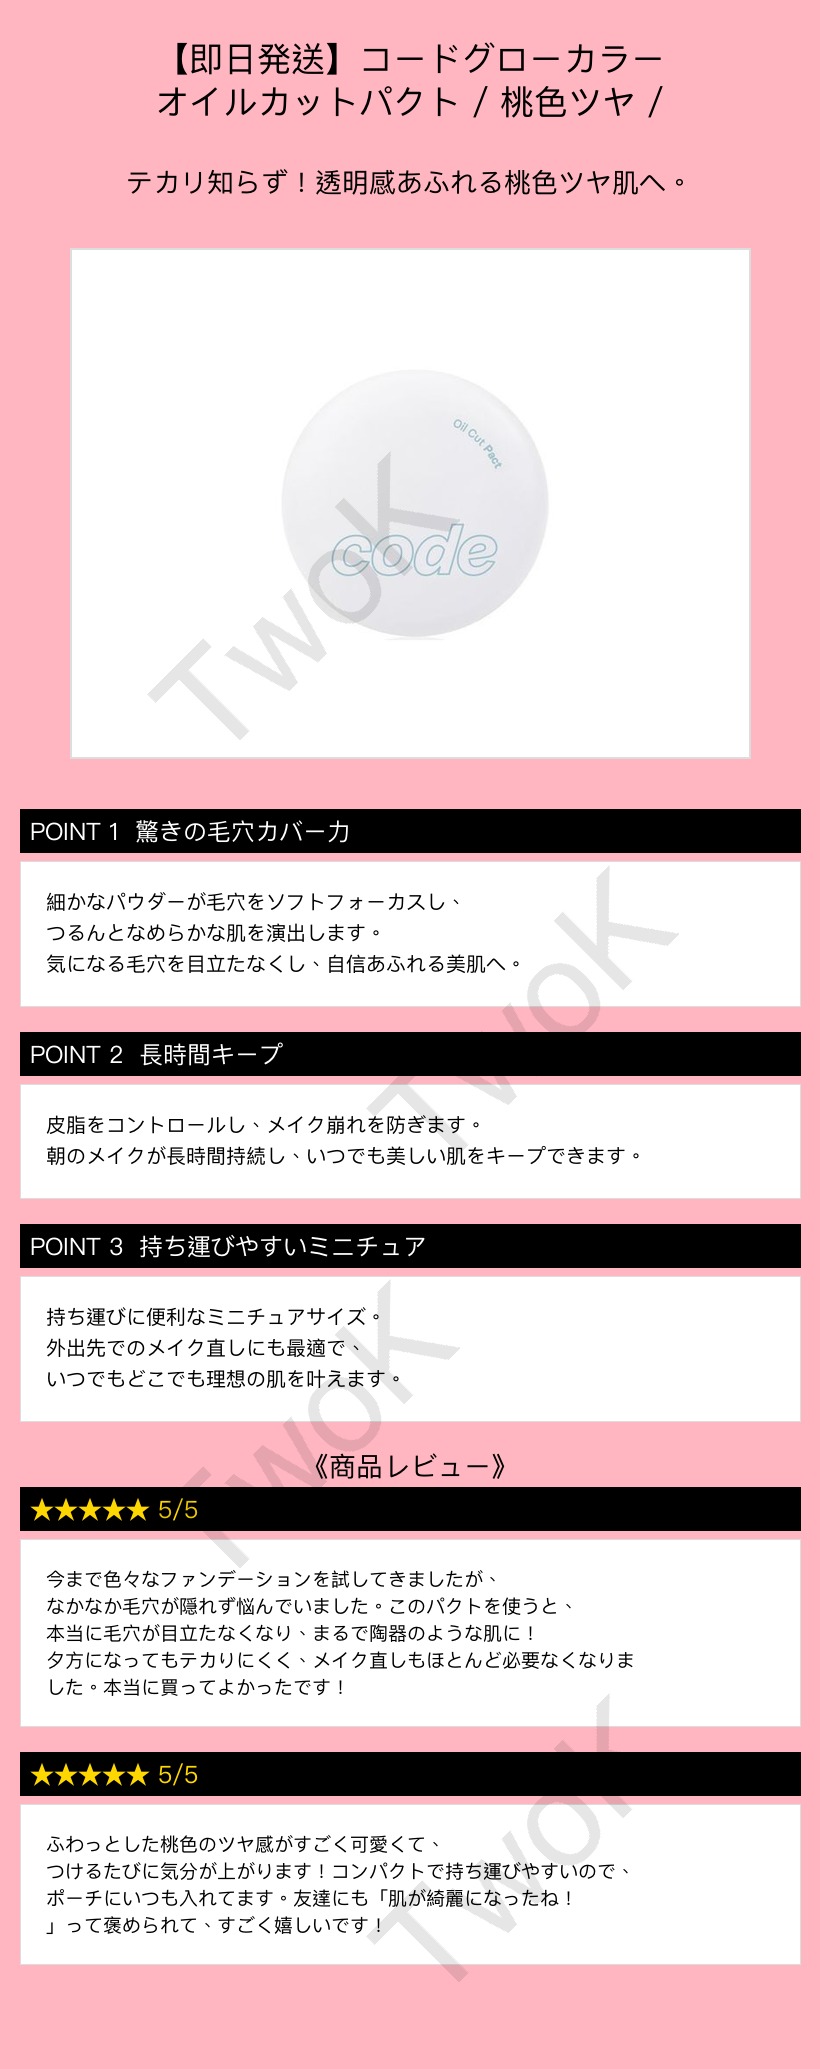 【即日発送】コードグローカラー
オイルカットパクト / 桃色ツヤ /
テカリ知らず！透明感あふれる桃色ツヤ肌へ。
Oil Cut Pact
code
TwoK
POINT 1 驚きの毛穴カバー力
細かなパウダーが毛穴をソフトフォーカスし、
つるんとなめらかな肌を演出します。
気になる毛穴を目立たなくし、自信あふれる美肌へ。
TwoK
POINT 2 長時間キープ
皮脂をコントロールし、メイク崩れを防ぎます。
朝のメイクが長時間持続し、いつでも美しい肌をキープできます。
POINT 3 持ち運びやすいミニチュア
持ち運びに便利なミニチュアサイズ。
外出先でのメイク直しにも最適で、
いつでもどこでも理想の肌を叶えます。
TwoK
《商品レビュー》
★★★★★ 5/5
今まで色々なファンデーションを試してきましたが、
なかなか毛穴が隠れず悩んでいました。このパクトを使うと、
本当に毛穴が目立たなくなり、まるで陶器のような肌に！
夕方になってもテカりにくく、メイク直しもほとんど必要なくなりま
した。本当に買ってよかったです！
★★★★★ 5/5
ふわっとした桃色のツヤ感がすごく可愛くて、
つけるたびに気分が上がります！コンパクトで持ち運びやすいので、
ポーチにいつも入れてます。友達にも「肌が綺麗になったね！
」って褒められて、すごく嬉しいです！
TwoK